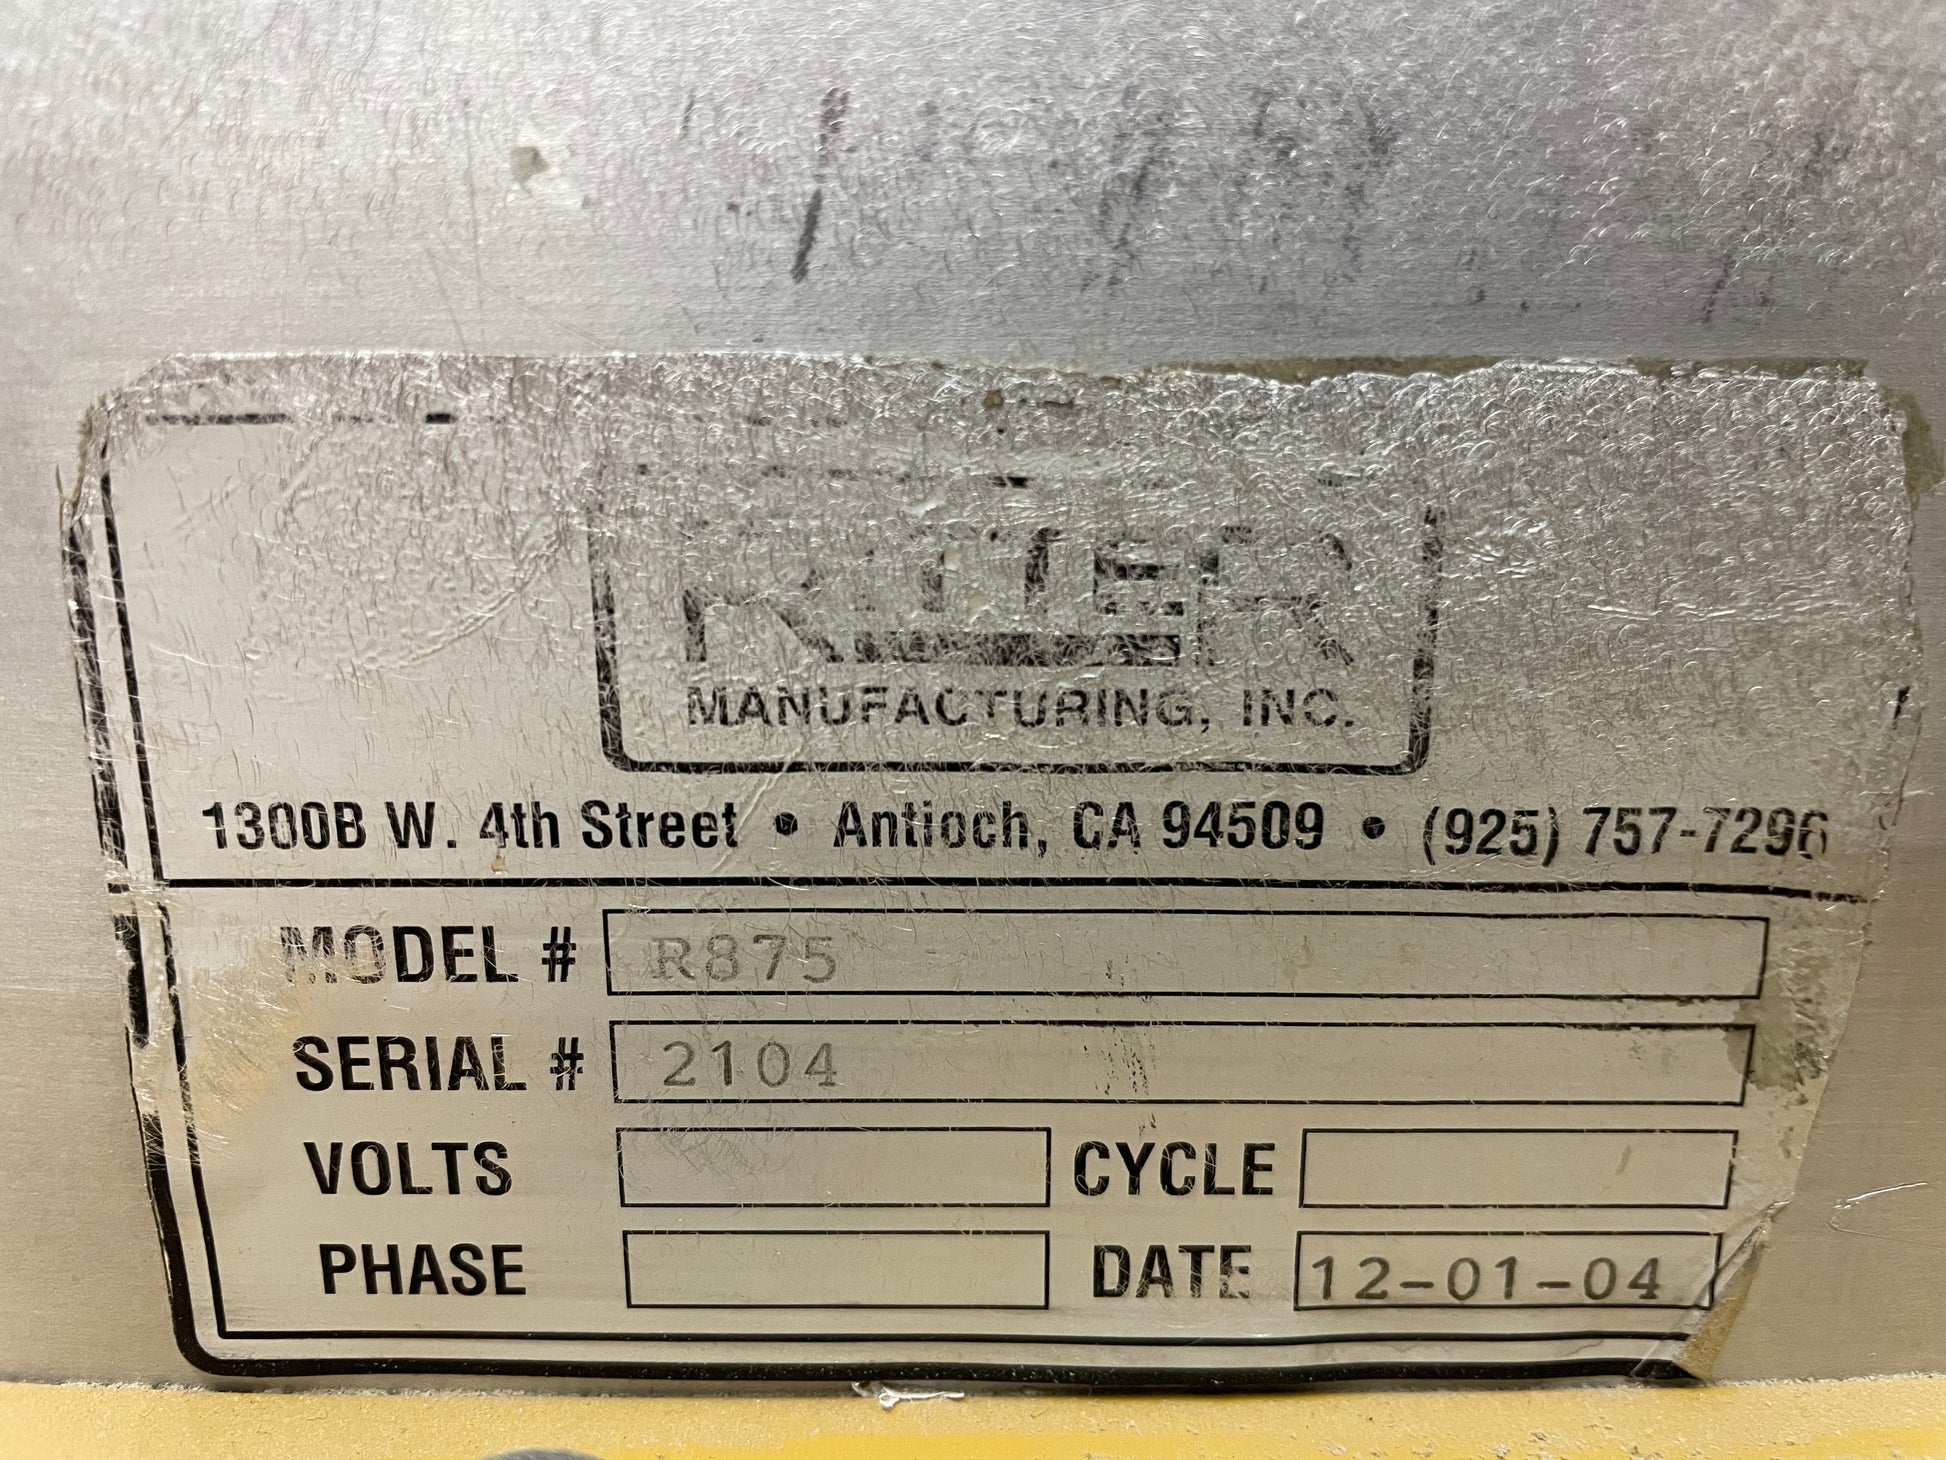 RITTER
MANUFACTURING, INC.
1300B W. 4th Street • Antioch, CA 94509 • (925) 757-7296
MODEL # R875
SERIAL # 2104
VOLTS CYCLE
PHASE DATE 12-01-04